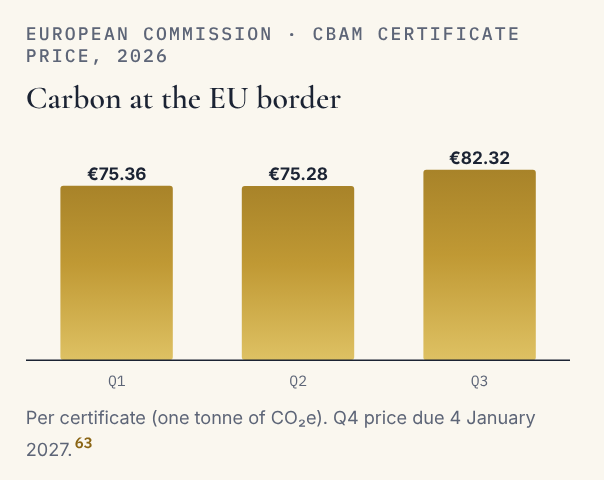 EUROPEAN COMMISSION · CBAM CERTIFICATE
PRICE, 2026
Carbon at the EU border
€75.36
€75.28
€82.32
Q1
Q2
Q3
Per certificate (one tonne of CO₂e). Q4 price due 4 January
2027.⁶³